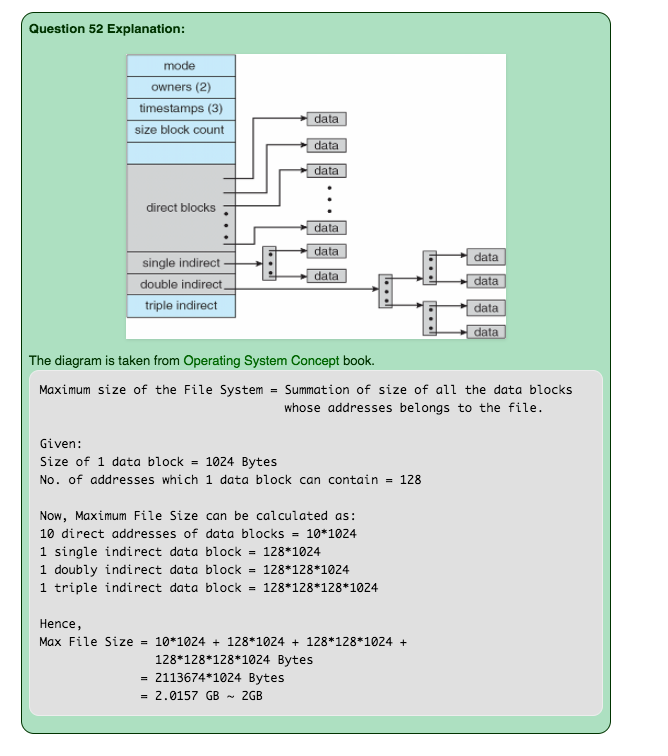 Question 52 Explanation:
mode
owners (2)
timestamps (3)
size block count
direct blocks
single indirect
double indirect
triple indirect
data
data
data
data
data
data
data
data
data
data
The diagram is taken from Operating System Concept book.
Maximum size of the File System = Summation of size of all the data blocks
whose addresses belongs to the file.
Given:
Size of 1 data block = 1024 Bytes
No. of addresses which 1 data block can contain = 128
Now, Maximum File Size can be calculated as:
10 direct addresses of data blocks = 10*1024
1 single indirect data block = 128*1024
1 doubly indirect data block = 128*128*1024
1 triple indirect data block = 128*128*128*1024
Hence,
Max File Size = 10*1024 + 128*1024 + 128*128*1024 +
128*128*128*1024 Bytes
= 2113674*1024 Bytes
= 2.0157 GB ~ 2GB